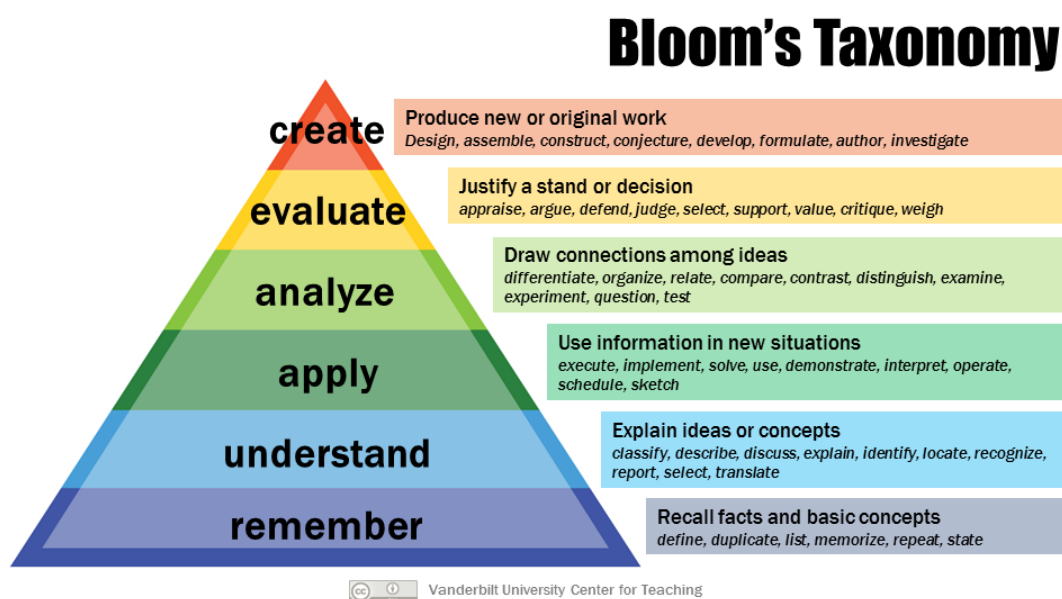 Bloom's Taxonomy
create
Produce new or original work
Design, assemble, construct, conjecture, develop, formulate, author, investigate
evaluate
Justify a stand or decision
appraise, argue, defend, judge, select, support, value, critique, weigh
analyze
Draw connections among ideas
differentiate, organize, relate, compare, contrast, distinguish, examine,
experiment, question, test
apply
Use information in new situations
execute, implement, solve, use, demonstrate, interpret, operate,
schedule, sketch
understand
Explain ideas or concepts
classify, describe, discuss, explain, identify, locate, recognize,
report, select, translate
remember
Recall facts and basic concepts
define, duplicate, list, memorize, repeat, state
cc Vanderbilt University Center for Teaching